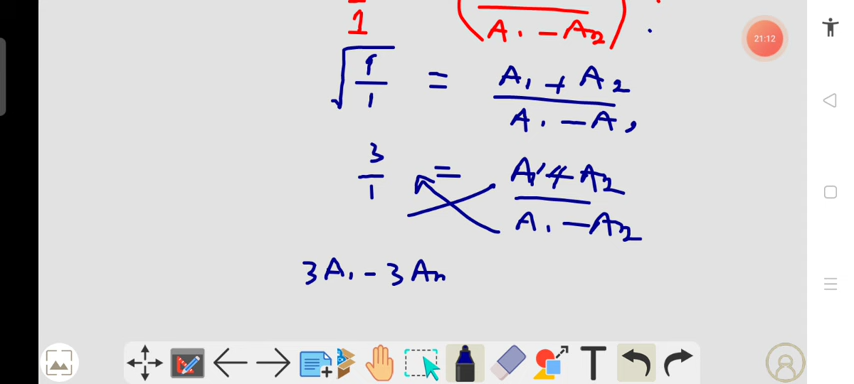 1 A₁ - A₂ .
√9/1 = A₁ + A₂ / A₁ - A₂
3/1 = A₁ + A₂ / A₁ - A₂
3A₁ - 3A₂
21:12
T